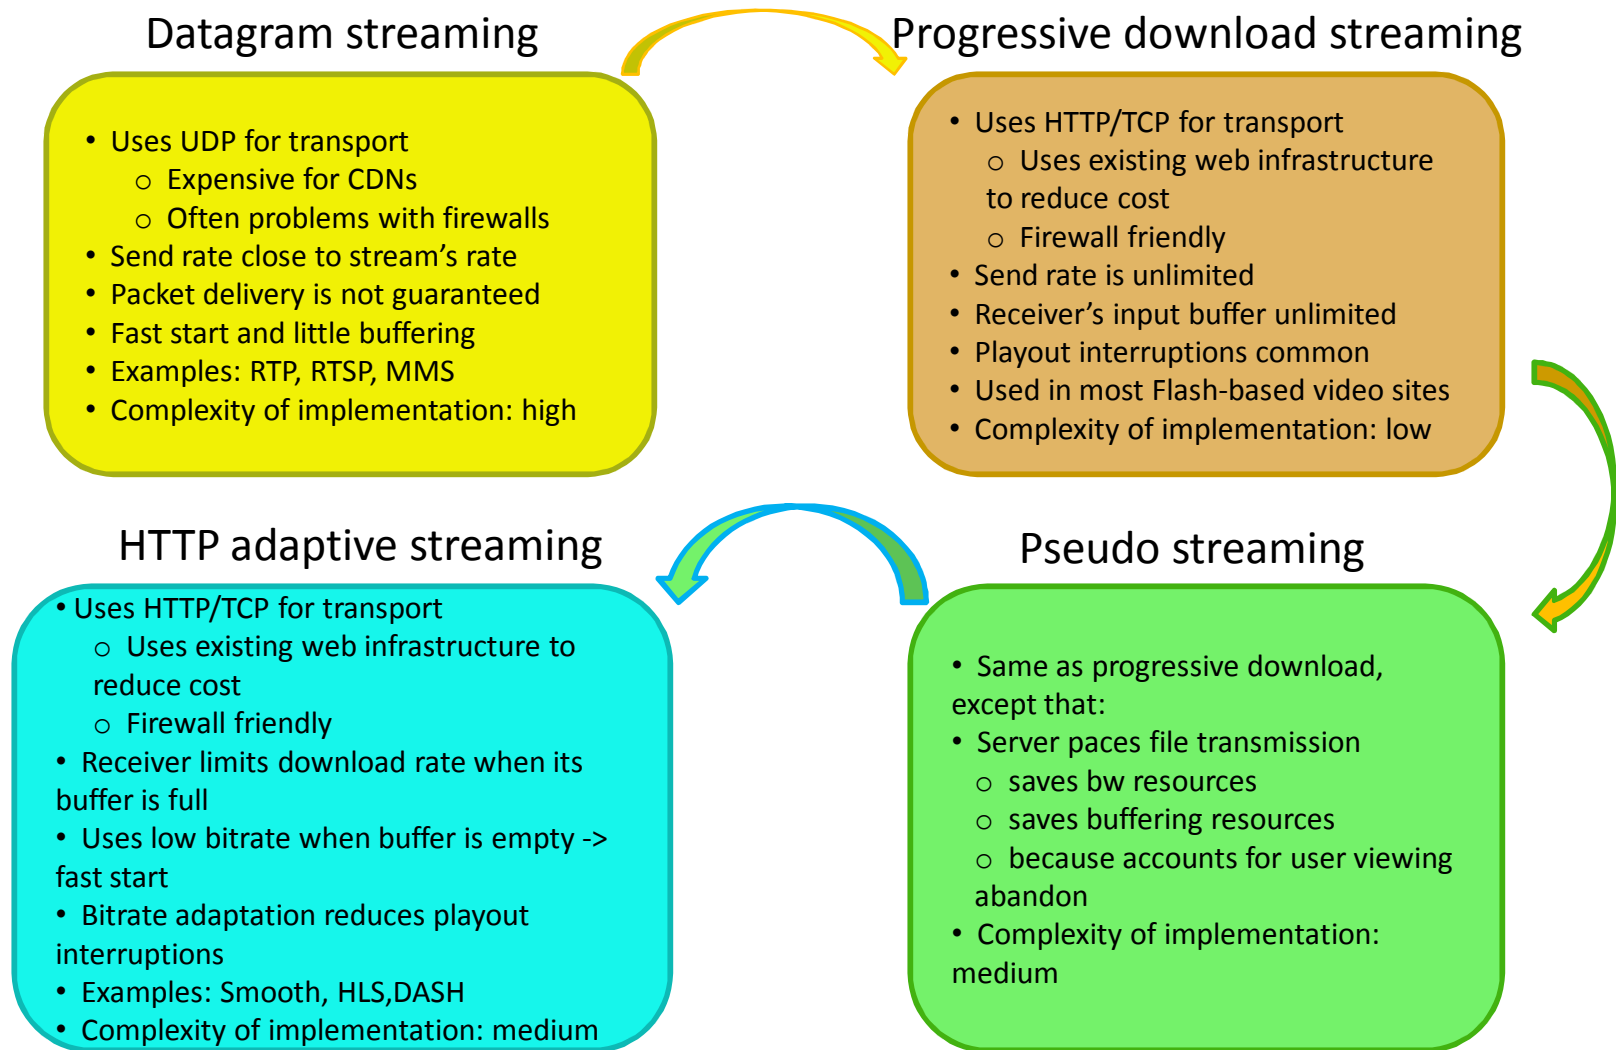 Datagram streaming
• Uses UDP for transport
o Expensive for CDNs
o Often problems with firewalls
• Send rate close to stream’s rate
• Packet delivery is not guaranteed
• Fast start and little buffering
• Examples: RTP, RTSP, MMS
• Complexity of implementation: high
Progressive download streaming
• Uses HTTP/TCP for transport
o Uses existing web infrastructure
to reduce cost
o Firewall friendly
• Send rate is unlimited
• Receiver’s input buffer unlimited
• Playout interruptions common
• Used in most Flash-based video sites
• Complexity of implementation: low
HTTP adaptive streaming
• Uses HTTP/TCP for transport
o Uses existing web infrastructure to
reduce cost
o Firewall friendly
• Receiver limits download rate when its
buffer is full
• Uses low bitrate when buffer is empty ->
fast start
• Bitrate adaptation reduces playout
interruptions
• Examples: Smooth, HLS,DASH
• Complexity of implementation: medium
Pseudo streaming
• Same as progressive download,
except that:
• Server paces file transmission
o saves bw resources
o saves buffering resources
o because accounts for user viewing
abandon
• Complexity of implementation:
medium